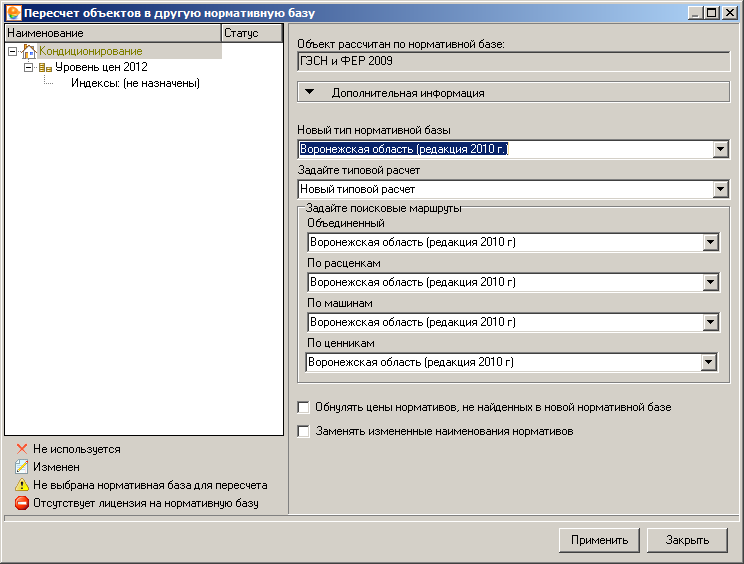 Пересчет объектов в другую нормативную базу
Наименование Статус
Кондиционирование
Уровень цен 2012
Индексы: (не назначены)
Не используется
Изменен
Не выбрана нормативная база для пересчета
Отсутствует лицензия на нормативную базу
Объект рассчитан по нормативной базе:
ГЭСН и ФЕР 2009
Дополнительная информация
Новый тип нормативной базы
Воронежская область (редакция 2010 г.)
Задайте типовой расчет
Новый типовой расчет
Задайте поисковые маршруты
Объединенный
Воронежская область (редакция 2010 г)
По расценкам
Воронежская область (редакция 2010 г)
По машинам
Воронежская область (редакция 2010 г)
По ценникам
Воронежская область (редакция 2010 г)
Обнулять цены нормативов, не найденных в новой нормативной базе
Заменять измененные наименования нормативов
Применить Закрыть